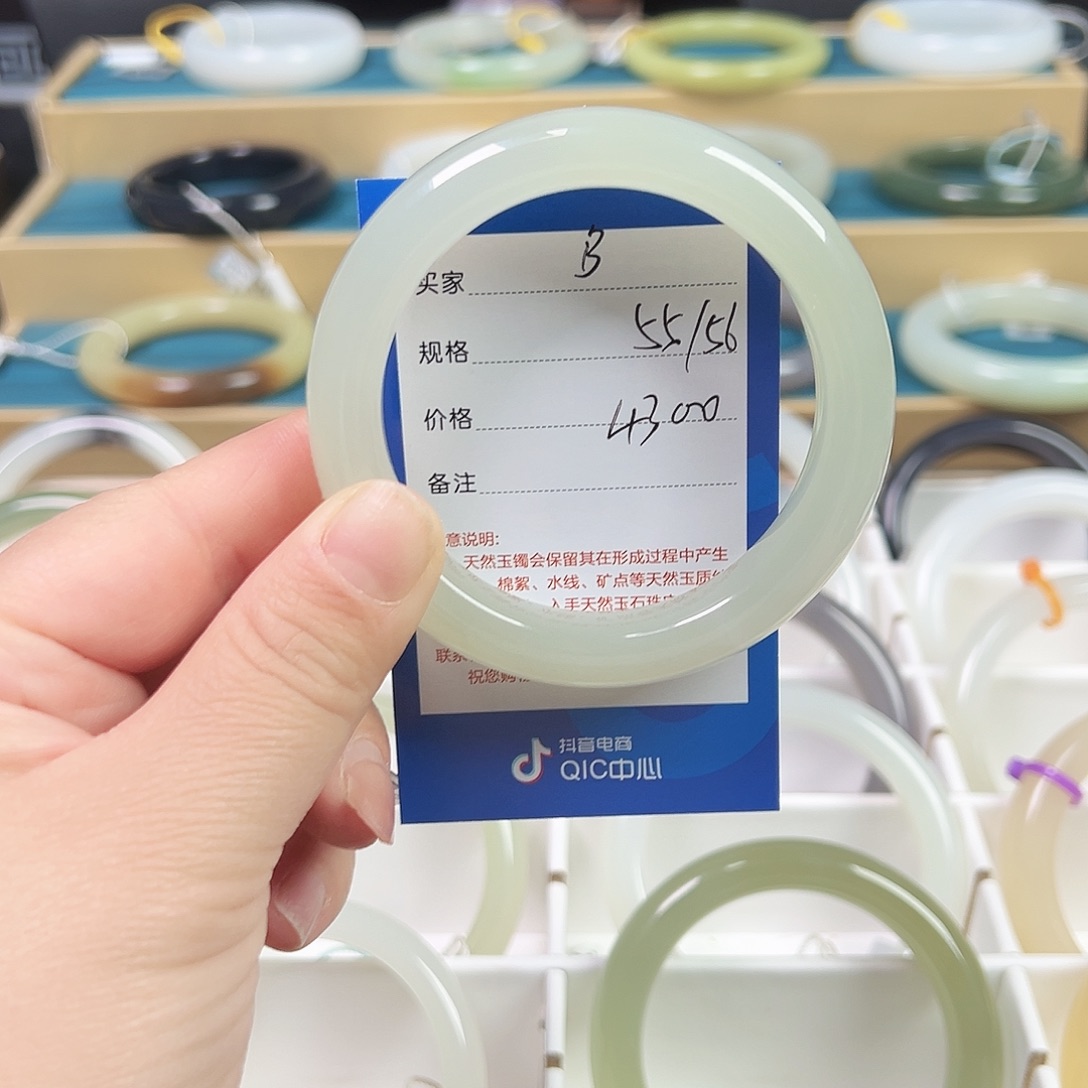 买家 B
规格 55/56
价格 4300
备注
意说明:
天然玉镯会保留其在形成过程中产生
棉絮、水线、矿点等天然玉质
入手天然玉石珠
联系
祝您购
抖音电商
QIC中心